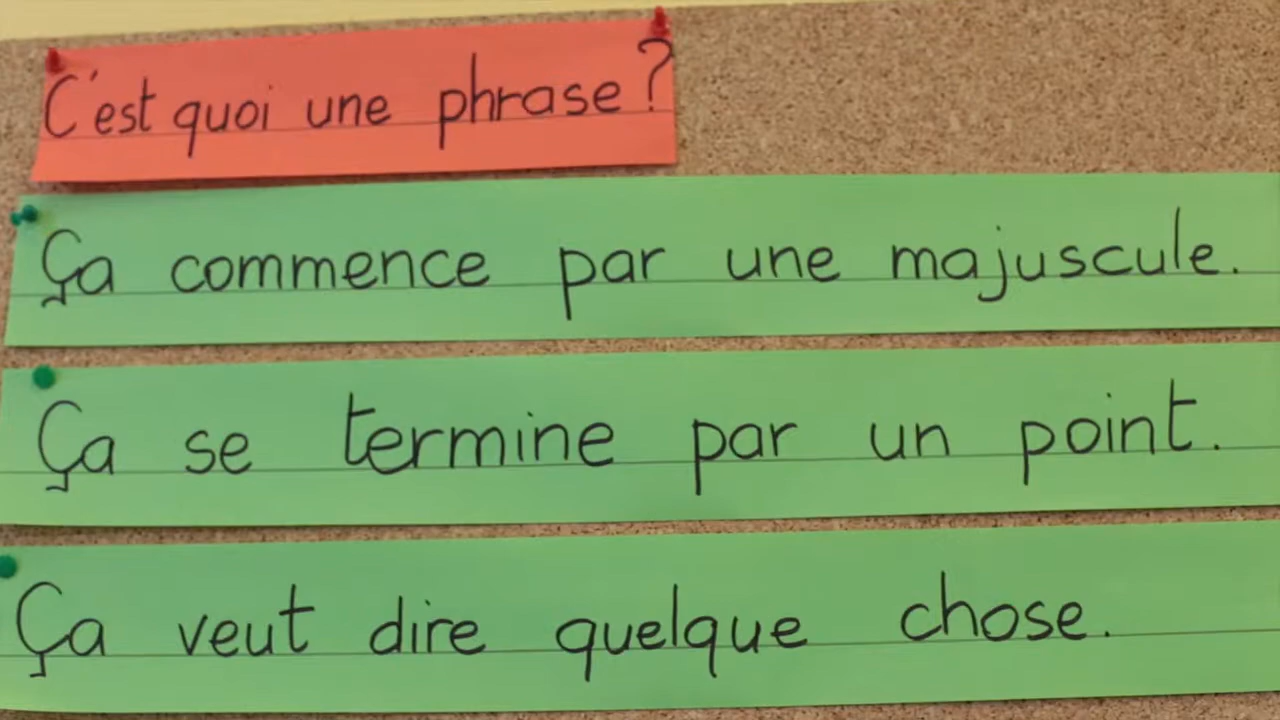 C'est quoi une phrase ?
Ça commence par une majuscule.
Ça se termine par un point.
Ça veut dire quelque chose.